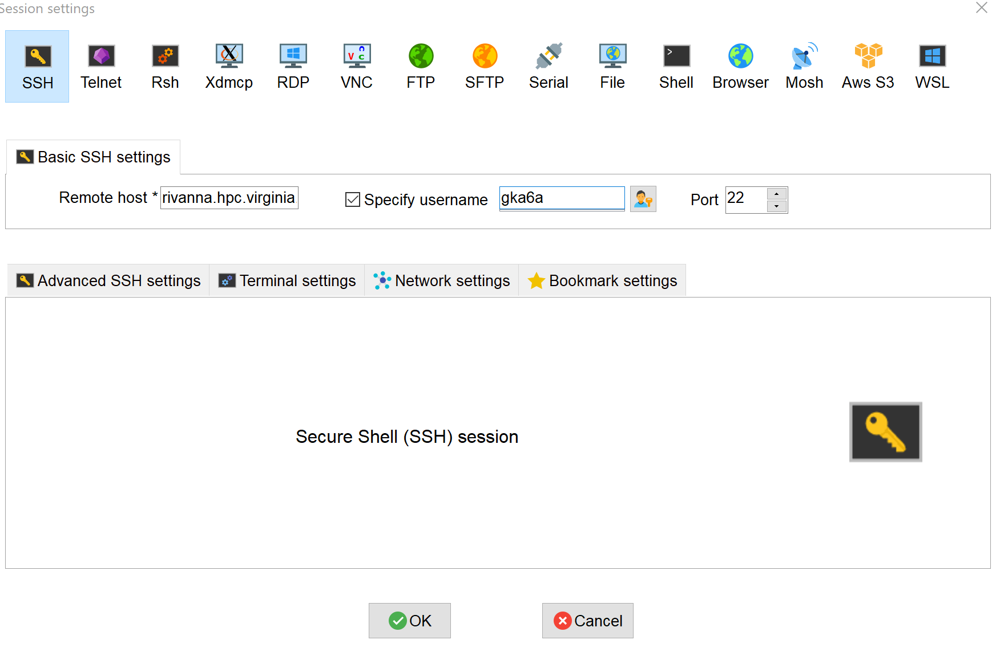 Session settings
SSH Telnet Rsh Xdmcp RDP VNC FTP SFTP Serial File Shell Browser Mosh Aws S3 WSL
Basic SSH settings
Remote host * rivanna.hpc.virginia. Specify username gka6a Port 22
Advanced SSH settings Terminal settings Network settings Bookmark settings
Secure Shell (SSH) session
OK Cancel